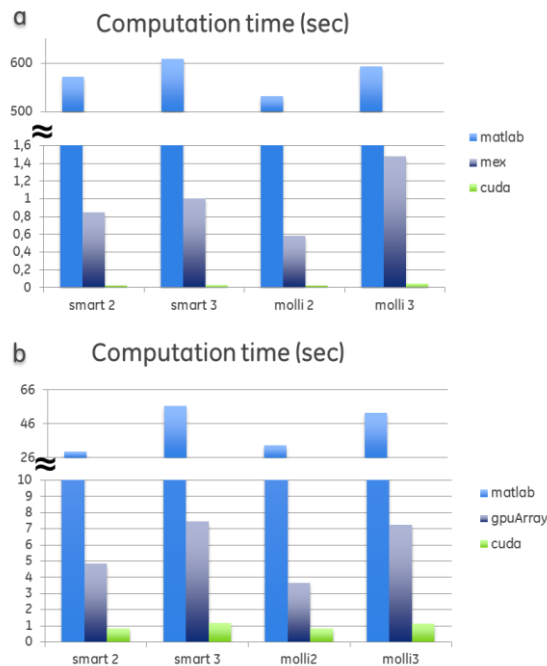 a
Computation time (sec)
600
500
≈
1,6
1,4
1,2
1
0,8
0,6
0,4
0,2
0
smart 2
smart 3
molli 2
molli 3
matlab
mex
cuda
b
Computation time (sec)
66
46
26
≈
10
9
8
7
6
5
4
3
2
1
0
smart 2
smart 3
molli2
molli3
matlab
gpuArray
cuda